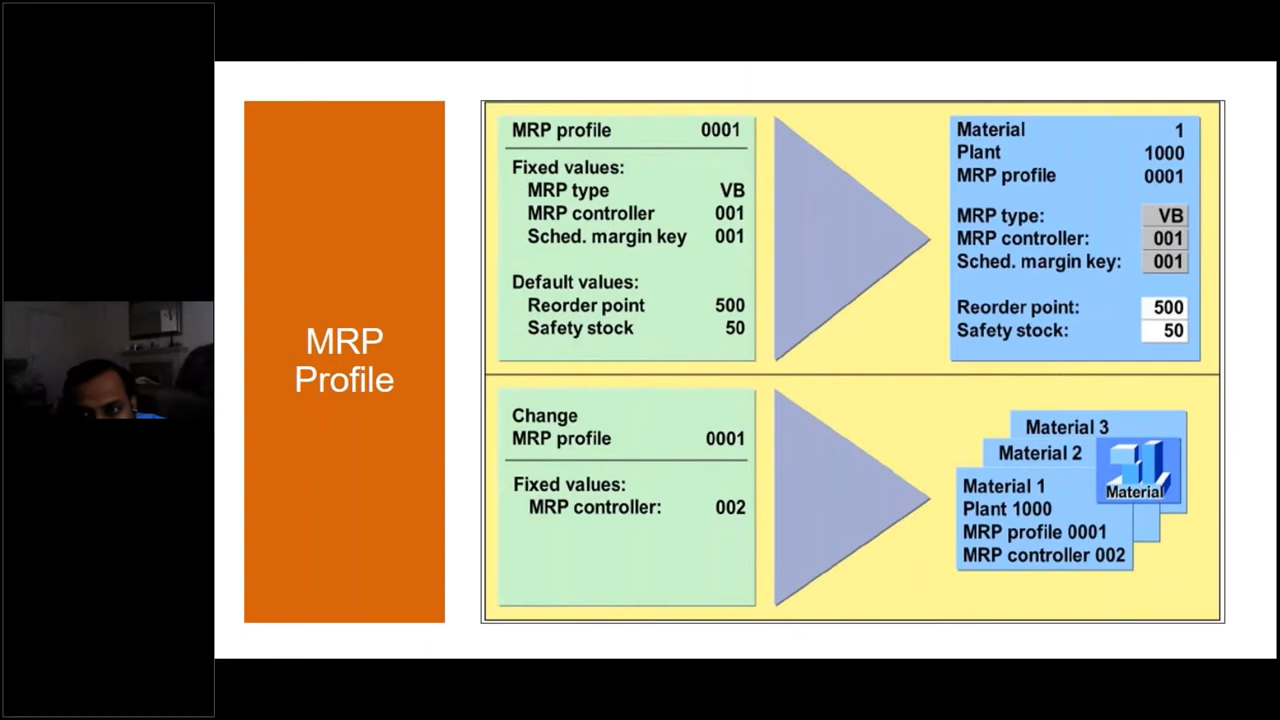 MRP
Profile
MRP profile 0001
Fixed values:
MRP type VB
MRP controller 001
Sched. margin key 001
Default values:
Reorder point 500
Safety stock 50
Material 1
Plant 1000
MRP profile 0001
MRP type: VB
MRP controller: 001
Sched. margin key: 001
Reorder point: 500
Safety stock: 50
Change
MRP profile 0001
Fixed values:
MRP controller: 002
Material 3
Material 2
Material 1
Plant 1000
MRP profile 0001
MRP controller 002
Material